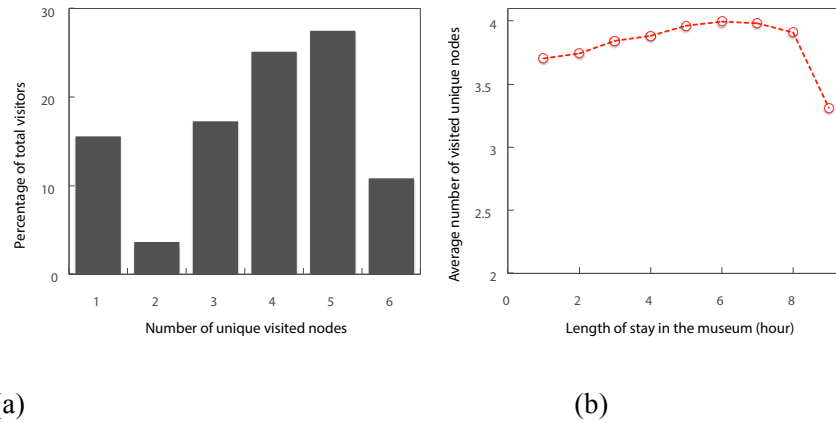 30
20
10
0
Percentage of total visitors
1 2 3 4 5 6
Number of unique visited nodes
4
3.5
3
2.5
2
Average number of visited unique nodes
0 2 4 6 8
Length of stay in the museum (hour)
a)
(b)